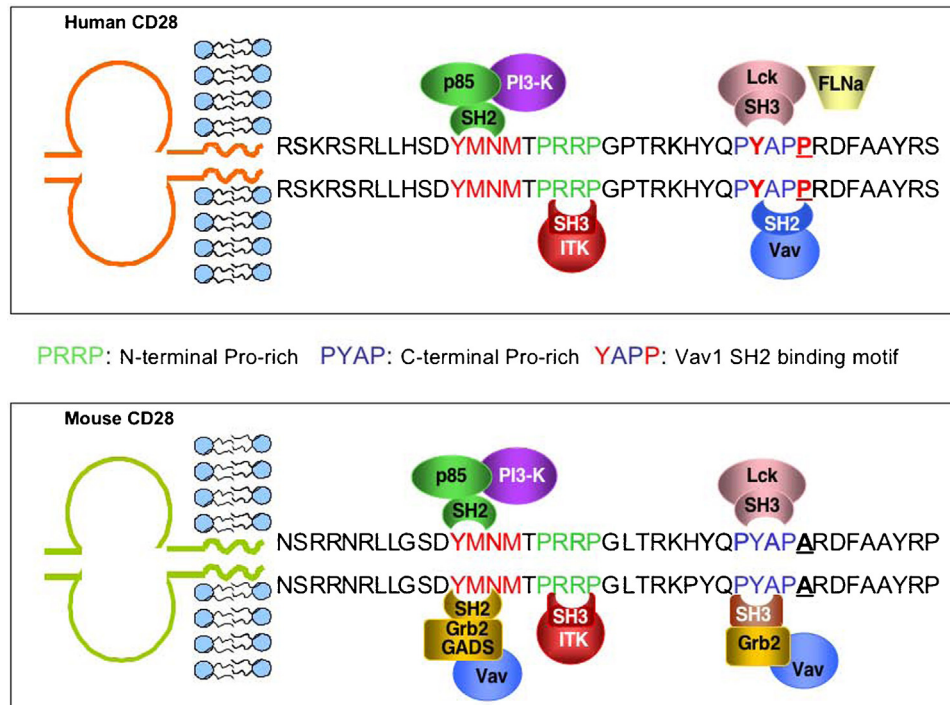 Human CD28
p85 PI3-K
SH2
Lck
SH3
FLNa
RSKRSRLLHSDYMNMTPRRPGPTRKHYQPYAPPRDFAAYRS
RSKRSRLLHSDYMNMTPRRPGPTRKHYQPYAPPRDFAAYRS
SH3
ITK
SH2
Vav
PRRP: N-terminal Pro-rich PYAP: C-terminal Pro-rich YAPP: Vav1 SH2 binding motif
Mouse CD28
p85 PI3-K
SH2
Lck
SH3
NSRRNRLLGSDYMNMTPRRPGLTRKHYQPYAPARDFAAYRP
NSRRNRLLGSDYMNMTPRRPGLTRKPYQPYAPARDFAAYRP
SH2
Grb2
GADS
Vav
SH3
ITK
SH3
Grb2
Vav